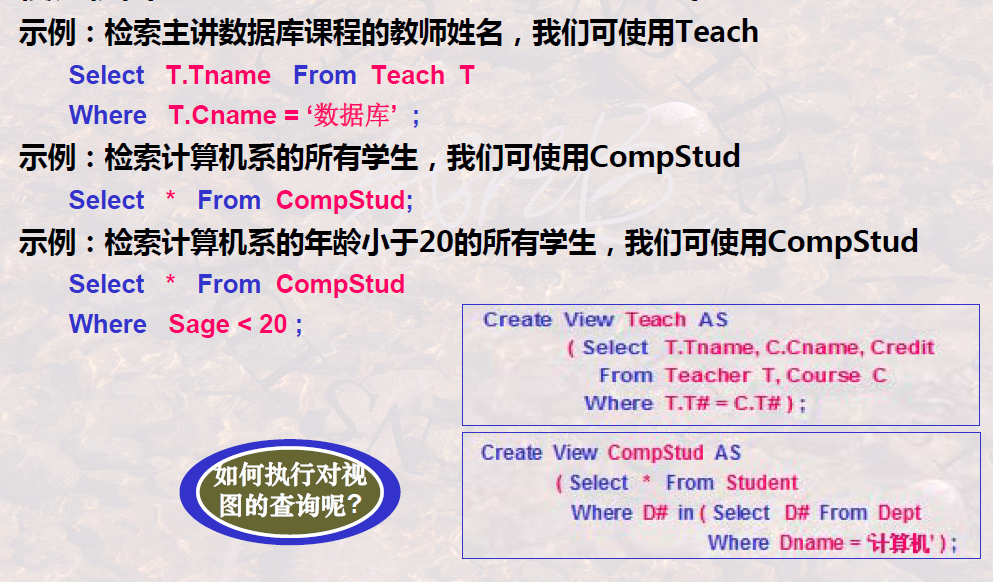 示例：检索主讲数据库课程的教师姓名，我们可使用Teach
Select T.Tname From Teach T
Where T.Cname = ‘数据库’ ;
示例：检索计算机系的所有学生，我们可使用CompStud
Select * From CompStud;
示例：检索计算机系的年龄小于20的所有学生，我们可使用CompStud
Select * From CompStud
Where Sage < 20 ;
Create View Teach AS
( Select T.Tname, C.Cname, Credit
From Teacher T, Course C
Where T.T# = C.T# ) ;
Create View CompStud AS
( Select * From Student
Where D# in ( Select D# From Dept
Where Dname = ‘计算机’ ) ;
如何执行对视
图的查询呢？